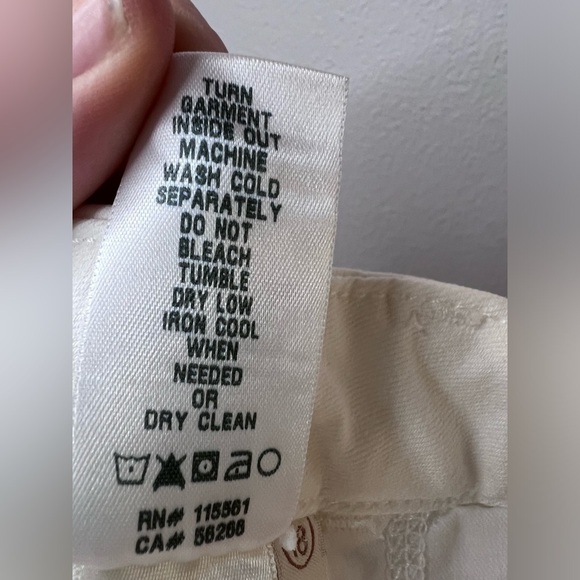 TURN
GARMENT
INSIDE OUT
MACHINE
WASH COLD
SEPARATELY
DO NOT
BLEACH
TUMBLE
DRY LOW
IRON COOL
WHEN
NEEDED
OR
DRY CLEAN
RN# 115561
CA# 56266